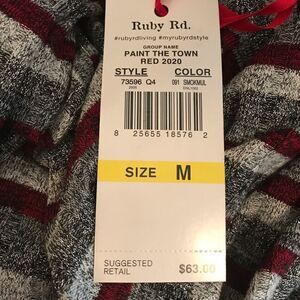 Ruby Rd.
#rubyrdliving #myrubyrdstyle
GROUP NAME
PAINT THE TOWN
RED 2020
STYLE COLOR
73596 Q4 091 SMOKMUL
8 25655 18576 2
SIZE M
SUGGESTED
RETAIL $63.00